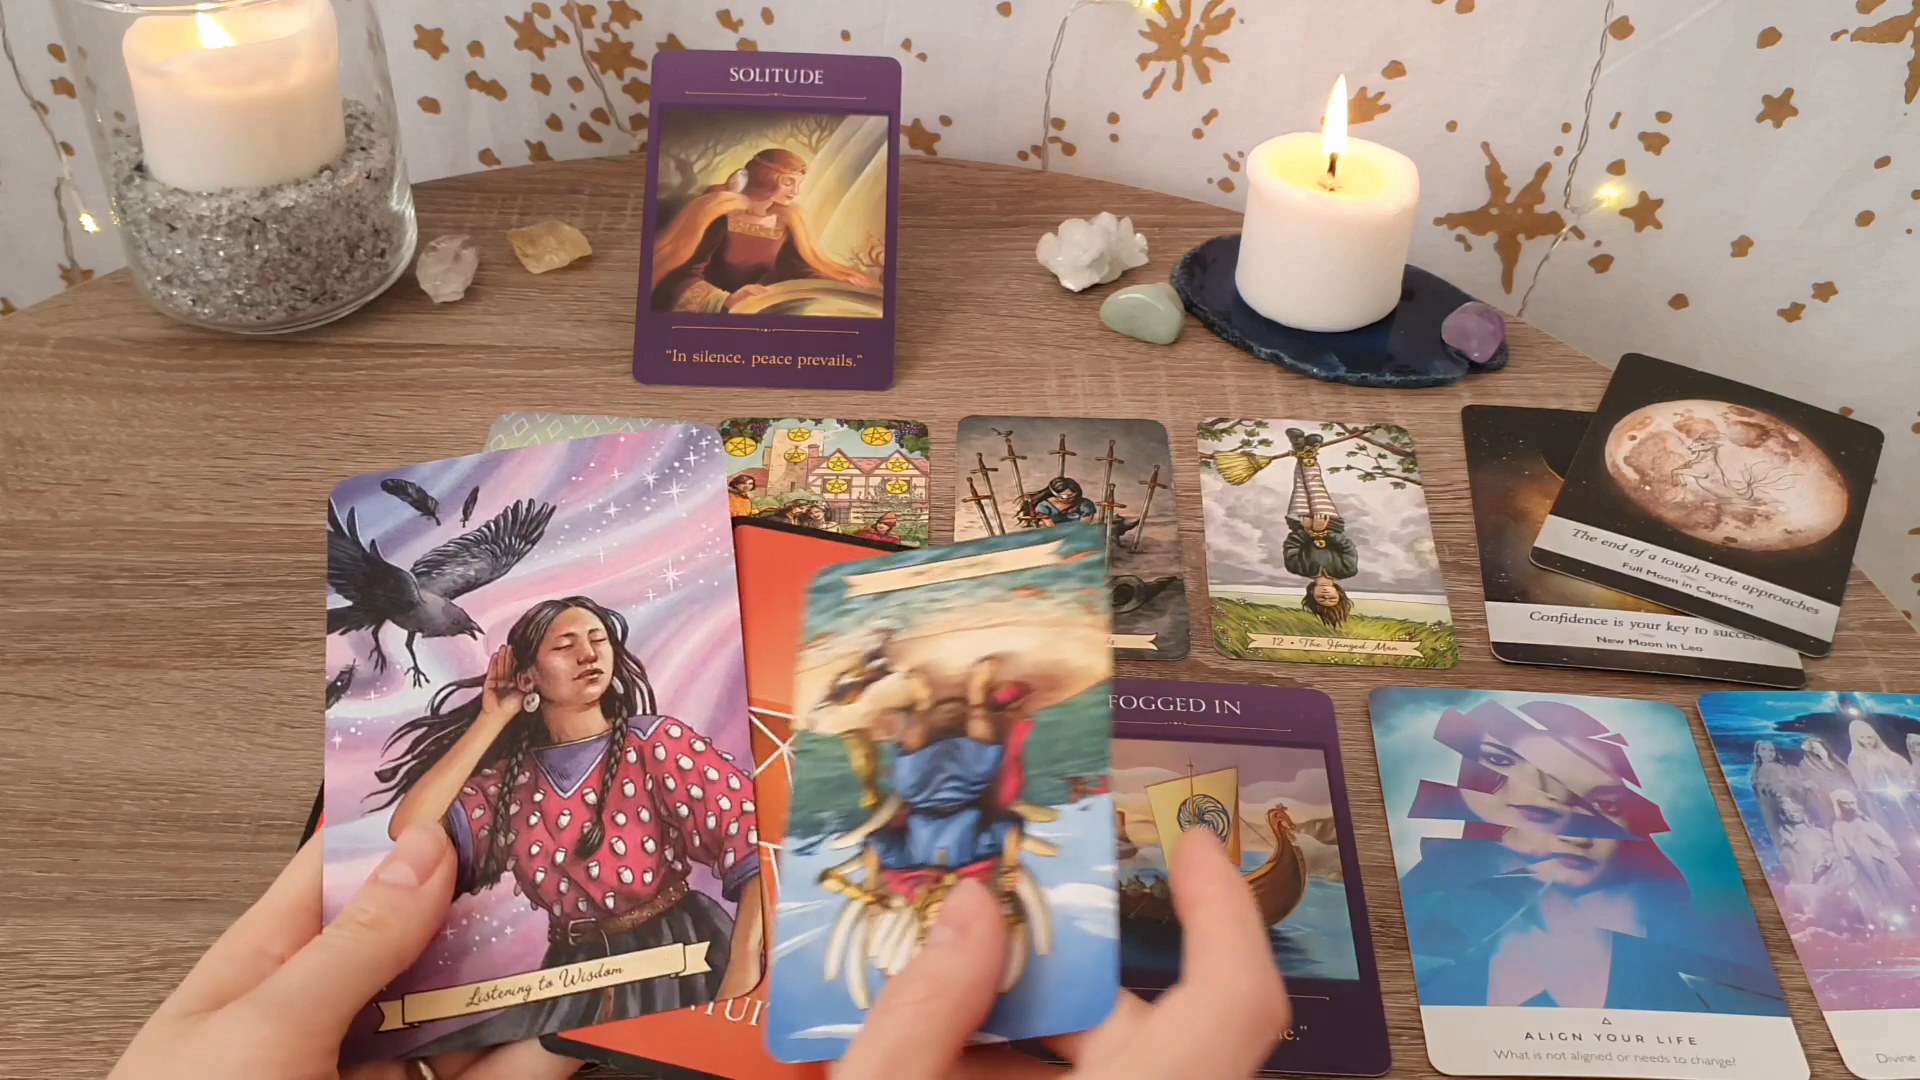 SOLITUDE
"In silence, peace prevails."
12 • The Hanged Man
The end of a rough cycle approaches
Full Moon in Capricorn
Confidence is your key to success
New Moon in Leo
Listening to Wisdom
FOGGED IN
ALIGN YOUR LIFE
What is not aligned or needs to change?
Divine